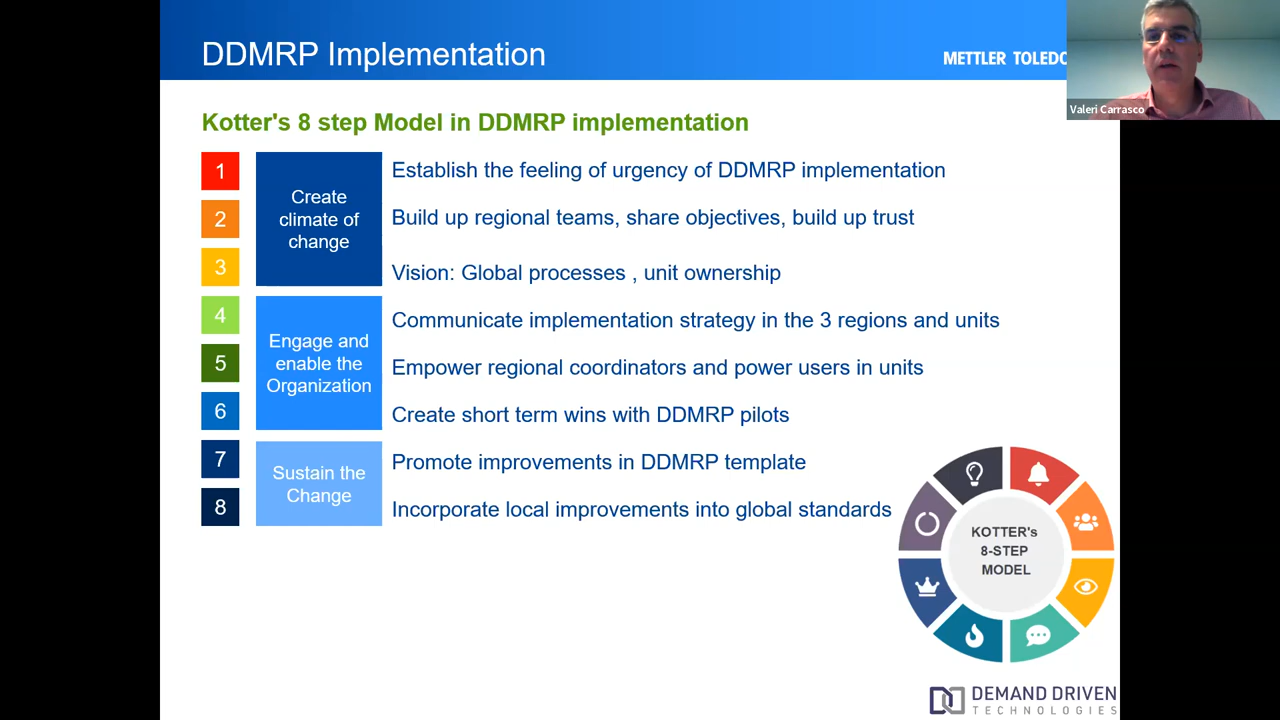 DDMRP Implementation
METTLER TOLEDO
Valeri Carrasco
Kotter's 8 step Model in DDMRP implementation
1
Create
climate of
change
Establish the feeling of urgency of DDMRP implementation
2
Build up regional teams, share objectives, build up trust
3
Vision: Global processes , unit ownership
4
Engage and
enable the
Organization
Communicate implementation strategy in the 3 regions and units
5
Empower regional coordinators and power users in units
6
Create short term wins with DDMRP pilots
7
Sustain the
Change
Promote improvements in DDMRP template
8
Incorporate local improvements into global standards
KOTTER's
8-STEP
MODEL
DEMAND DRIVEN
TECHNOLOGIES